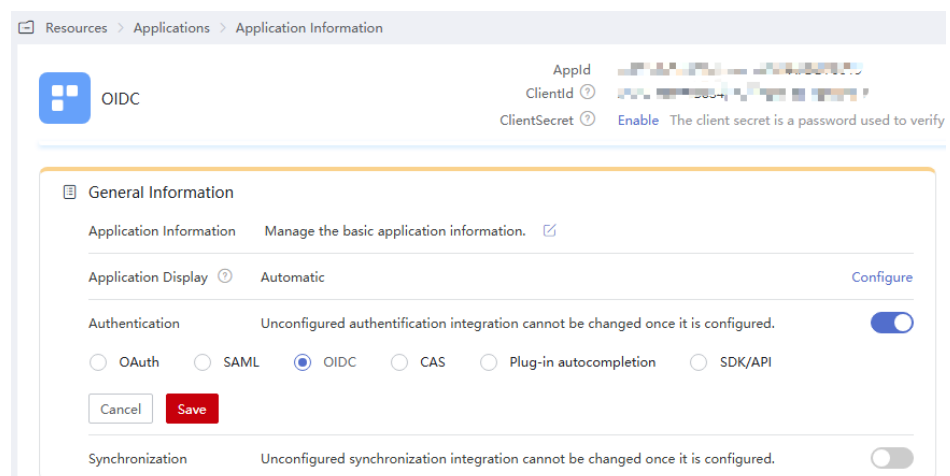 Resources > Applications > Application Information
AppId
OIDC
ClientId
ClientSecret Enable The client secret is a password used to verify
General Information
Application Information Manage the basic application information.
Application Display Automatic Configure
Authentication Unconfigured authentification integration cannot be changed once it is configured.
OAuth SAML OIDC CAS Plug-in autocompletion SDK/API
Cancel Save
Synchronization Unconfigured synchronization integration cannot be changed once it is configured.